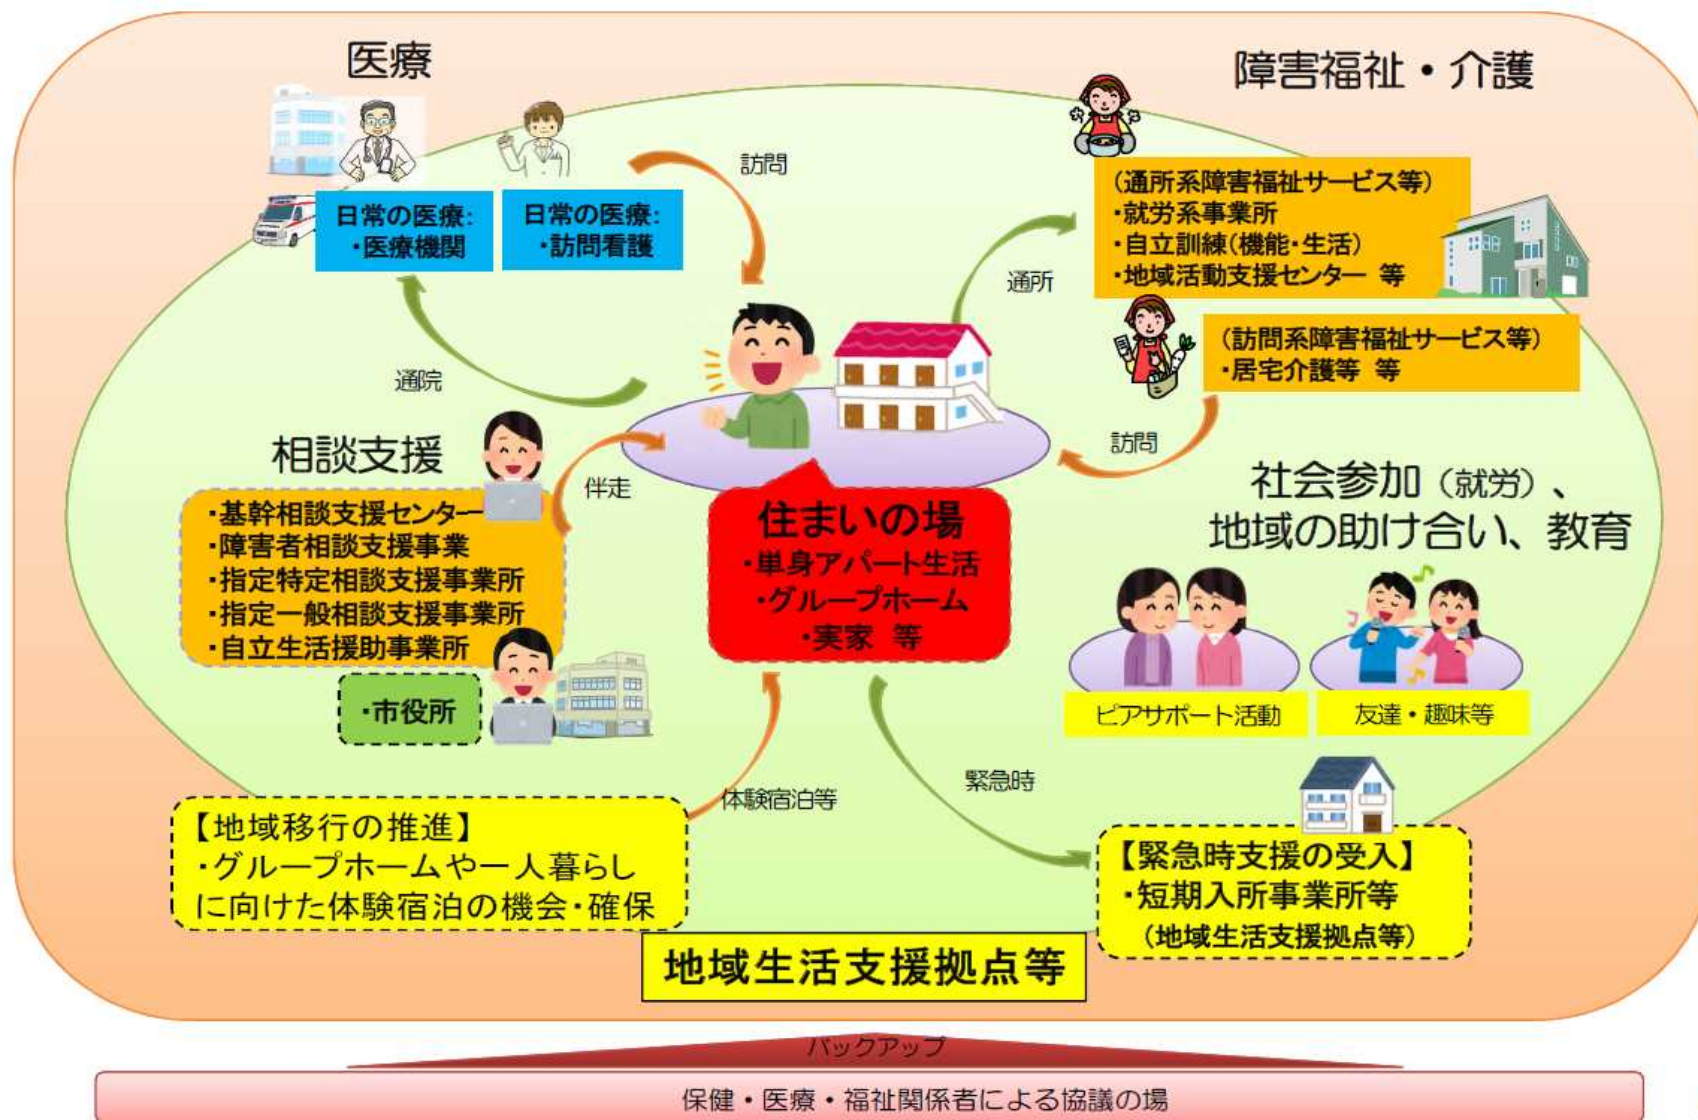 医療
障害福祉・介護
日常の医療:
・医療機関
日常の医療:
・訪問看護
訪問
(通所系障害福祉サービス等)
・就労系事業所
・自立訓練(機能・生活)
・地域活動支援センター 等
通所
(訪問系障害福祉サービス等)
・居宅介護等 等
訪問
通院
相談支援
・基幹相談支援センター
・障害者相談支援事業
・指定特定相談支援事業所
・指定一般相談支援事業所
・自立生活援助事業所
伴走
・市役所
住まいの場
・単身アパート生活
・グループホーム
・実家 等
社会参加(就労)、
地域の助け合い、教育
ピアサポート活動
友達・趣味等
体験宿泊等
緊急時
【地域移行の推進】
・グループホームや一人暮らし
に向けた体験宿泊の機会・確保
【緊急時支援の受入】
・短期入所事業所等
(地域生活支援拠点等)
地域生活支援拠点等
バックアップ
保健・医療・福祉関係者による協議の場